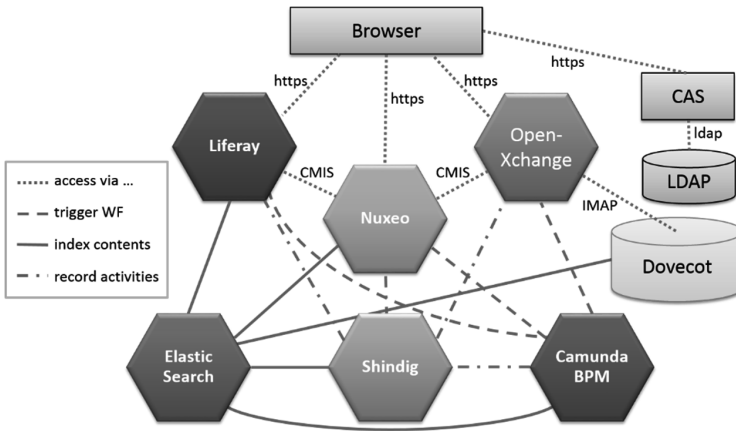 Browser
https
https
https
https
CAS
ldap
LDAP
Liferay
Open-
Xchange
CMIS
CMIS
Nuxeo
IMAP
Dovecot
access via ...
trigger WF
index contents
record activities
Elastic
Search
Shindig
Camunda
BPM